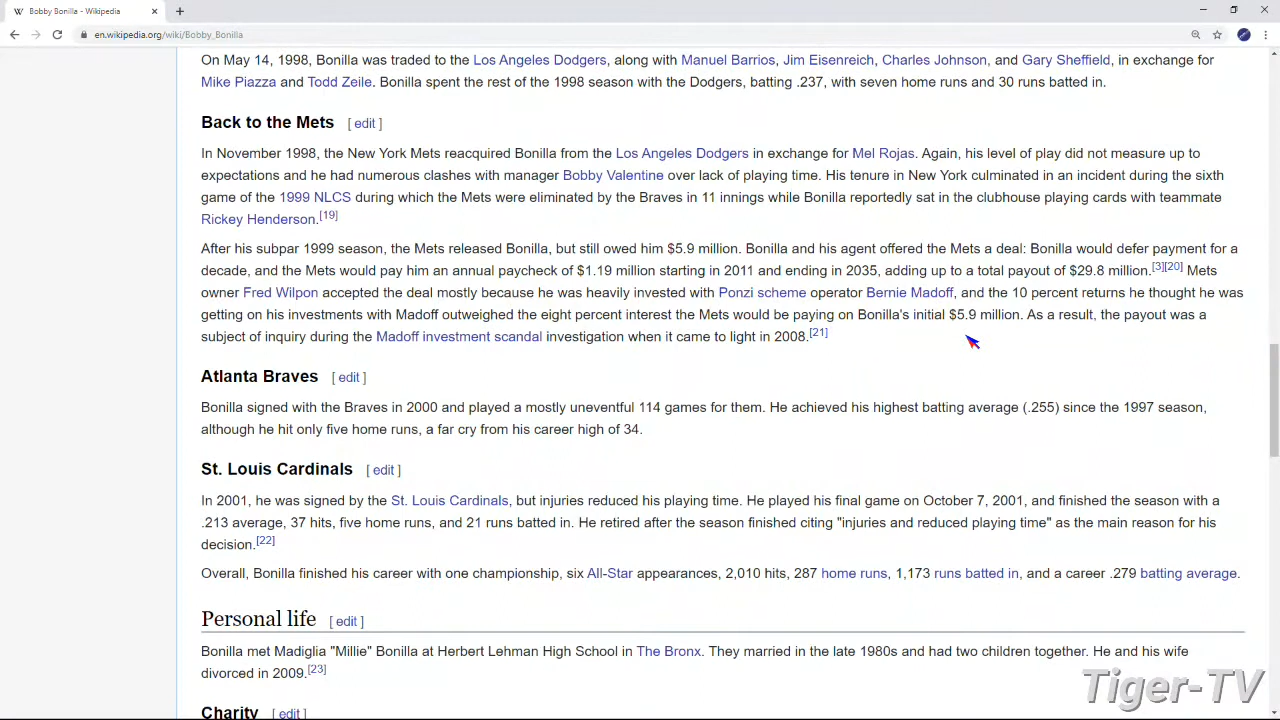 Bobby Bonilla - Wikipedia
en.wikipedia.org/wiki/Bobby_Bonilla
On May 14, 1998, Bonilla was traded to the Los Angeles Dodgers, along with Manuel Barrios, Jim Eisenreich, Charles Johnson, and Gary Sheffield, in exchange for
Mike Piazza and Todd Zeile. Bonilla spent the rest of the 1998 season with the Dodgers, batting .237, with seven home runs and 30 runs batted in.
Back to the Mets [ edit ]
In November 1998, the New York Mets reacquired Bonilla from the Los Angeles Dodgers in exchange for Mel Rojas. Again, his level of play did not measure up to
expectations and he had numerous clashes with manager Bobby Valentine over lack of playing time. His tenure in New York culminated in an incident during the sixth
game of the 1999 NLCS during which the Mets were eliminated by the Braves in 11 innings while Bonilla reportedly sat in the clubhouse playing cards with teammate
Rickey Henderson.[19]
After his subpar 1999 season, the Mets released Bonilla, but still owed him $5.9 million. Bonilla and his agent offered the Mets a deal: Bonilla would defer payment for a
decade, and the Mets would pay him an annual paycheck of $1.19 million starting in 2011 and ending in 2035, adding up to a total payout of $29.8 million.[3][20] Mets
owner Fred Wilpon accepted the deal mostly because he was heavily invested with Ponzi scheme operator Bernie Madoff, and the 10 percent returns he thought he was
getting on his investments with Madoff outweighed the eight percent interest the Mets would be paying on Bonilla's initial $5.9 million. As a result, the payout was a
subject of inquiry during the Madoff investment scandal investigation when it came to light in 2008.[21]
Atlanta Braves [ edit ]
Bonilla signed with the Braves in 2000 and played a mostly uneventful 114 games for them. He achieved his highest batting average (.255) since the 1997 season,
although he hit only five home runs, a far cry from his career high of 34.
St. Louis Cardinals [ edit ]
In 2001, he was signed by the St. Louis Cardinals, but injuries reduced his playing time. He played his final game on October 7, 2001, and finished the season with a
.213 average, 37 hits, five home runs, and 21 runs batted in. He retired after the season finished citing "injuries and reduced playing time" as the main reason for his
decision.[22]
Overall, Bonilla finished his career with one championship, six All-Star appearances, 2,010 hits, 287 home runs, 1,173 runs batted in, and a career .279 batting average.
Personal life [ edit ]
Bonilla met Madiglia "Millie" Bonilla at Herbert Lehman High School in The Bronx. They married in the late 1980s and had two children together. He and his wife
divorced in 2009.[23]
Tiger-TV
Charity [ edit ]